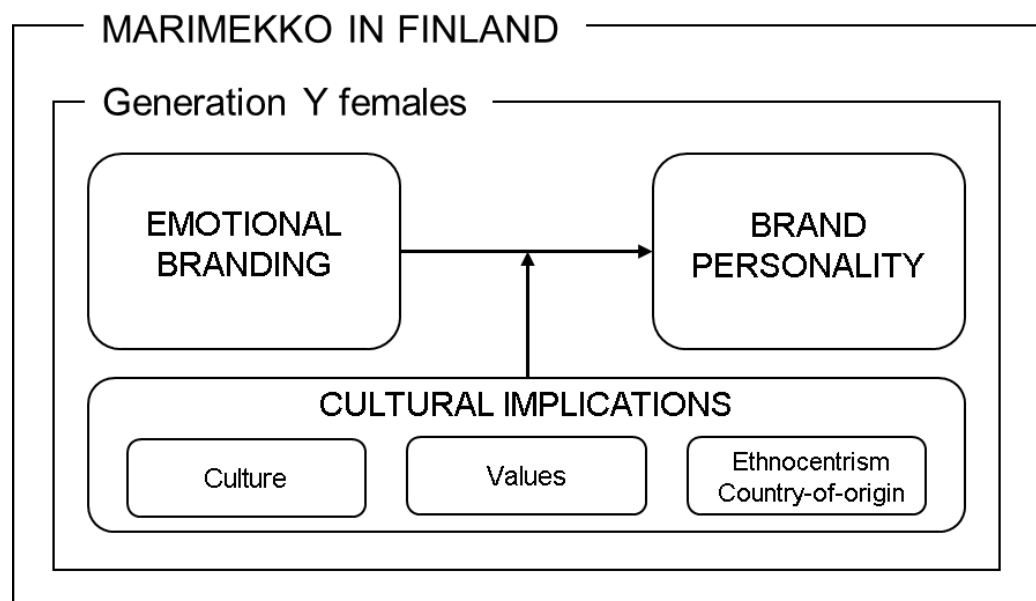 MARIMEKKO IN FINLAND
Generation Y females
EMOTIONAL
BRANDING
BRAND
PERSONALITY
CULTURAL IMPLICATIONS
Culture
Values
Ethnocentrism
Country-of-origin